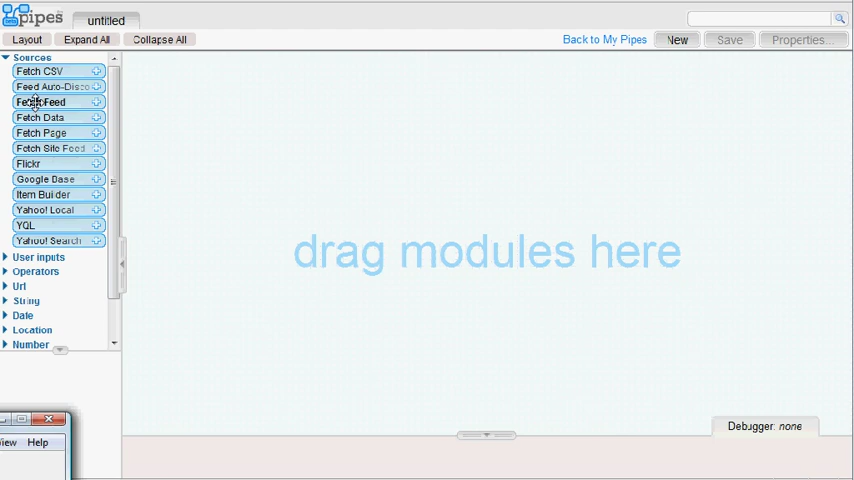 pipes
untitled
Layout
Expand All
Collapse All
Back to My Pipes
New
Save
Properties...
Sources
Fetch CSV
Feed Auto-Disco
Fetch Feed
Fetch Data
Fetch Page
Fetch Site Feed
Flickr
Google Base
Item Builder
Yahoo! Local
YQL
Yahoo! Search
User inputs
Operators
Url
String
Date
Location
Number
drag modules here
Debugger: none
Help